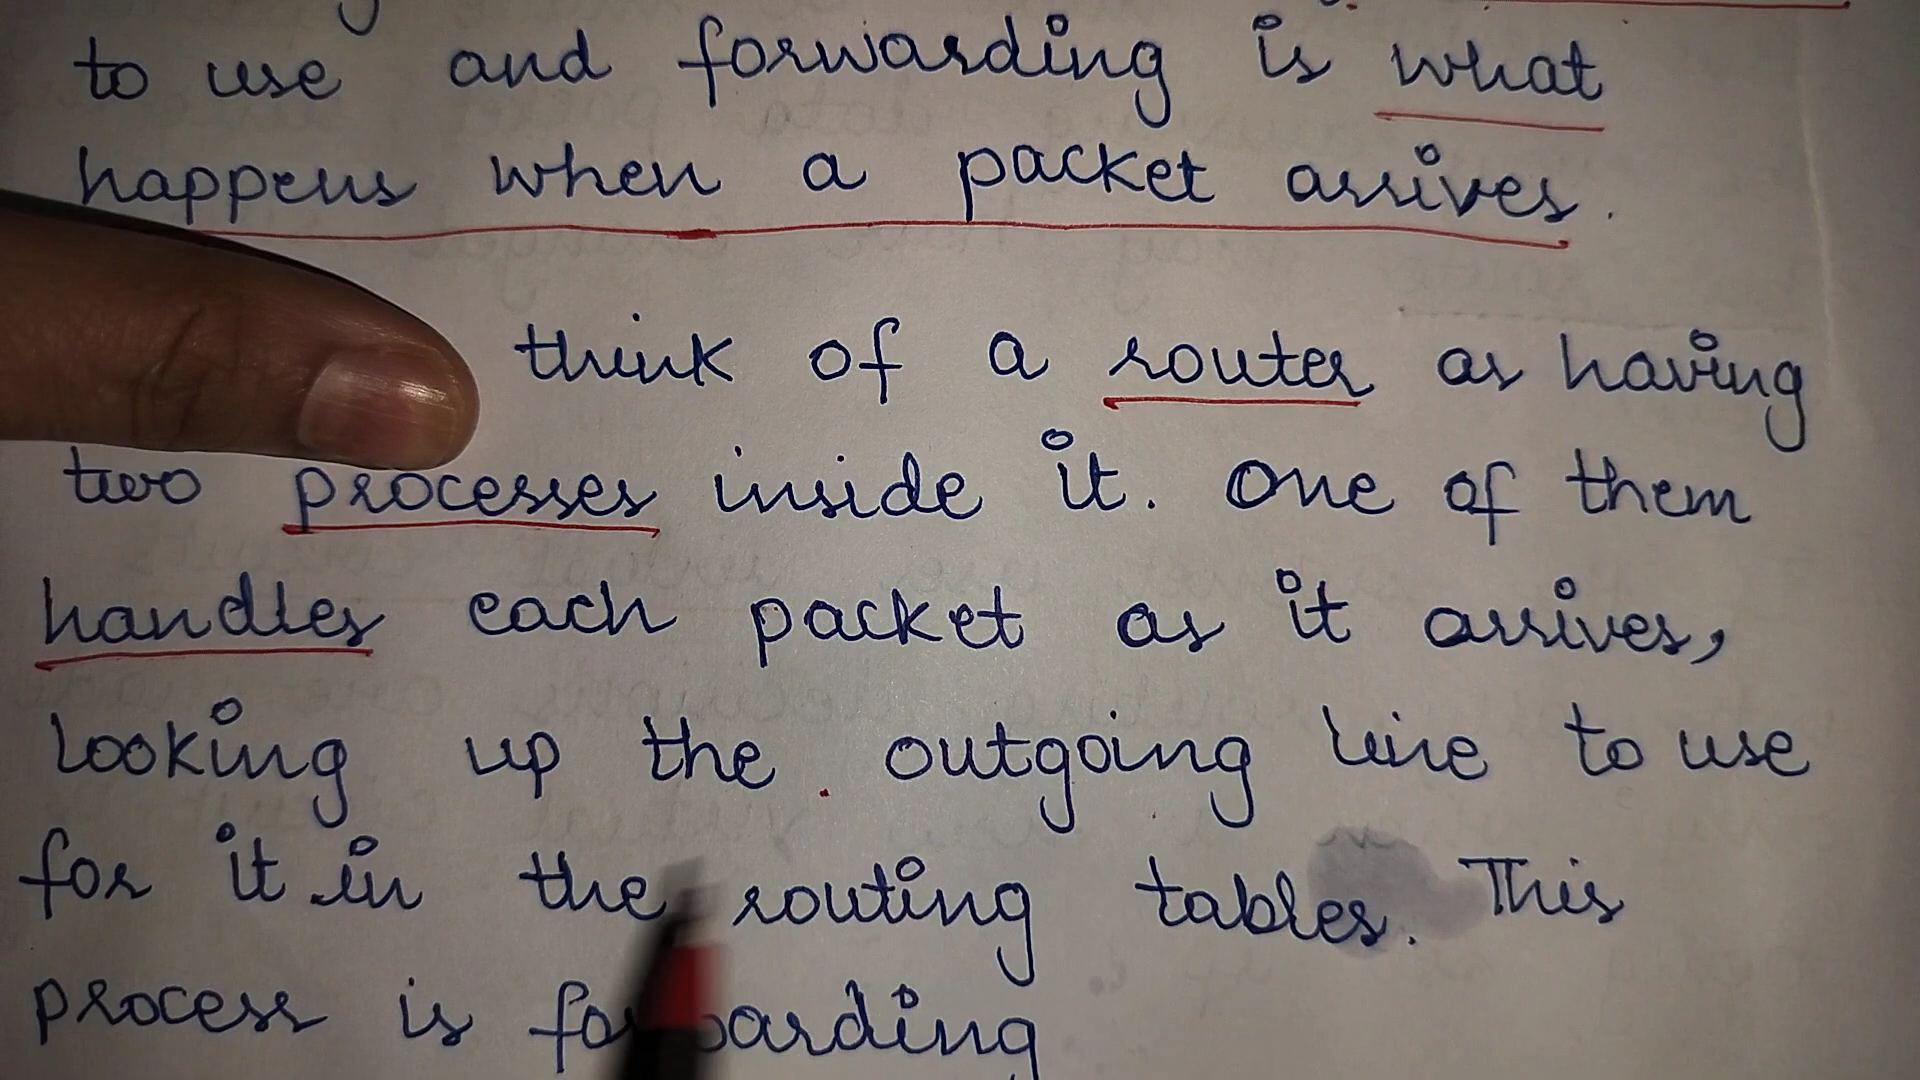 to use and forwarding is what
happens when a packet arrives.
think of a router as having
two processes inside it. One of them
handles each packet as it arrives,
looking up the outgoing line to use
for it in the routing tables. This
process is forwarding